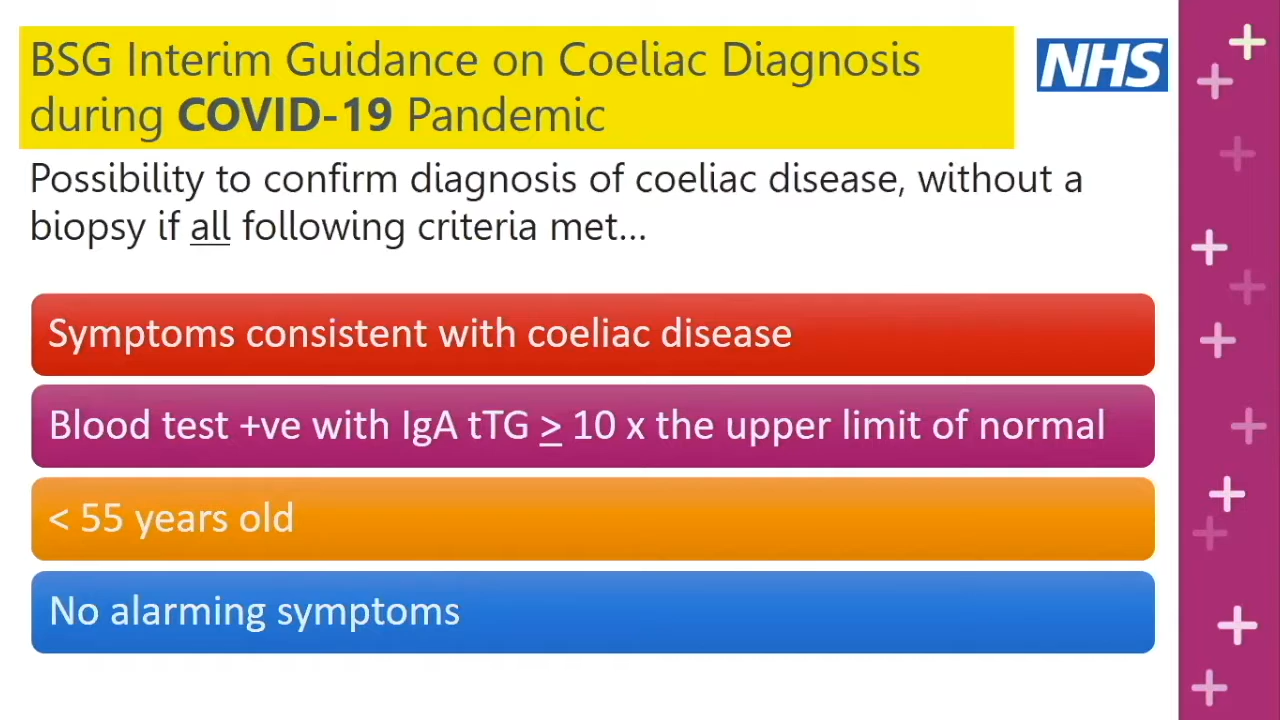 BSG Interim Guidance on Coeliac Diagnosis
during COVID-19 Pandemic
NHS
Possibility to confirm diagnosis of coeliac disease, without a
biopsy if all following criteria met...
Symptoms consistent with coeliac disease
Blood test +ve with IgA tTG ≥ 10 x the upper limit of normal
< 55 years old
No alarming symptoms